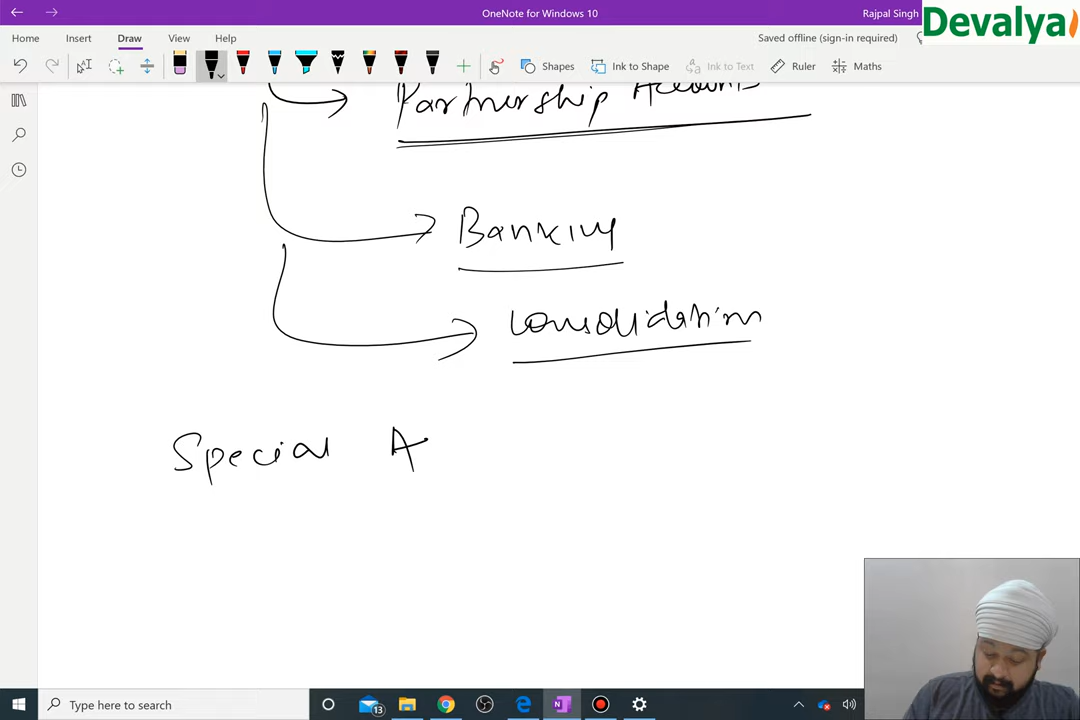 OneNote for Windows 10
Rajpal Singh
Devalya
Home Insert Draw View Help
Saved offline (sign-in required)
Shapes Ink to Shape Ink to Text Ruler Maths
Partnership Accounts
Banking
Consolidation
Special A
Type here to search
13